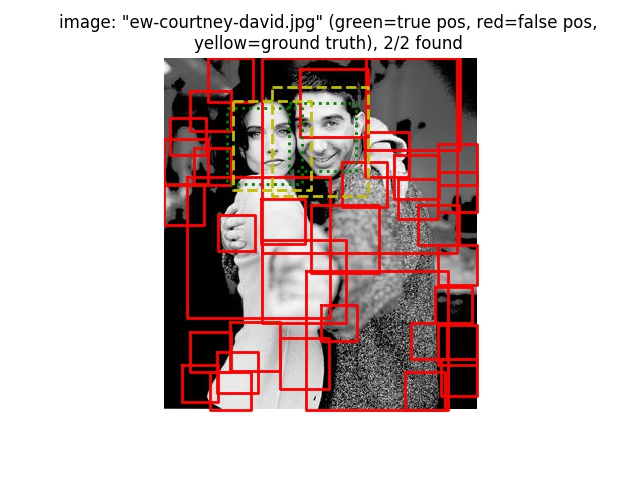 image: "ew-courtney-david.jpg" (green=true pos, red=false pos,
yellow=ground truth), 2/2 found